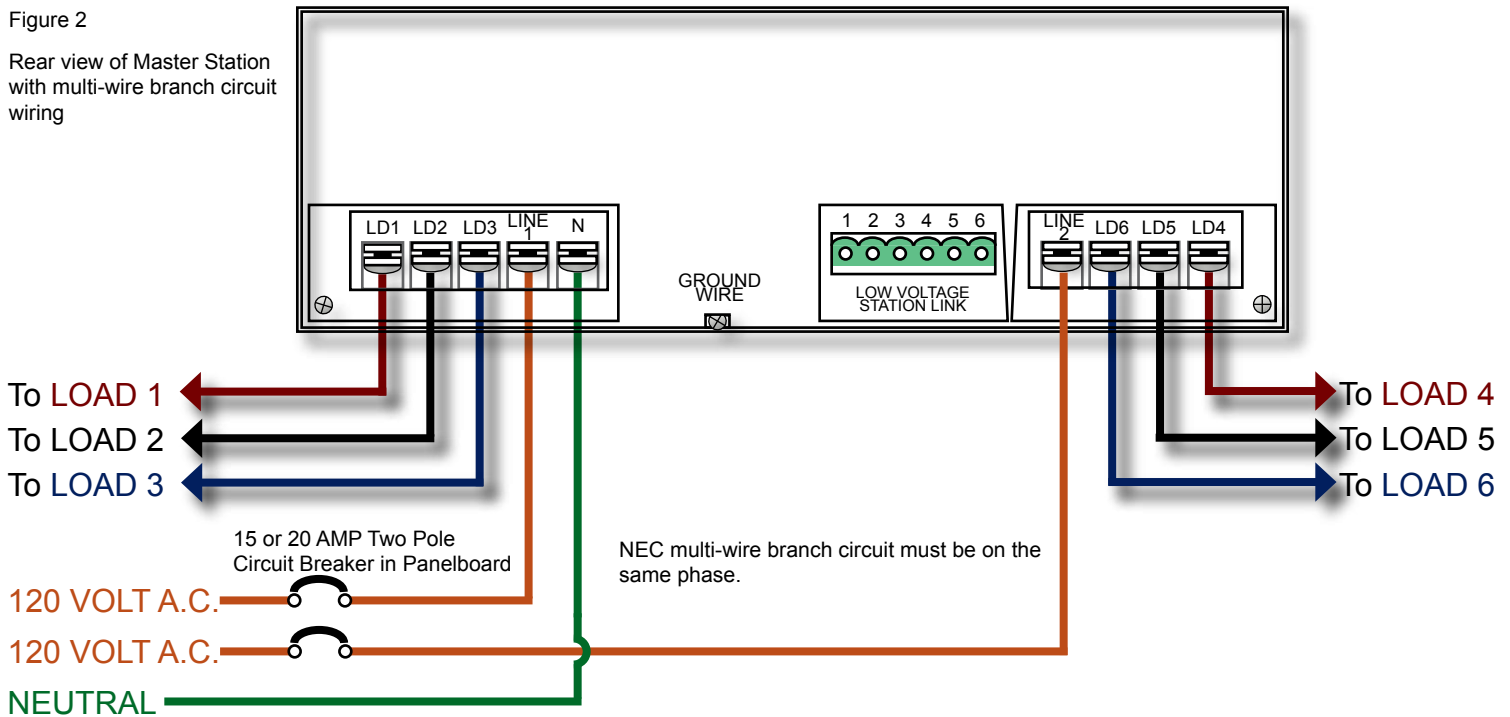 Figure 2
Rear view of Master Station
with multi-wire branch circuit
wiring
LD1 LD2 LD3 LINE 1 N
GROUND
WIRE
1 2 3 4 5 6
LOW VOLTAGE
STATION LINK
LINE 2 LD6 LD5 LD4
To LOAD 1
To LOAD 2
To LOAD 3
To LOAD 4
To LOAD 5
To LOAD 6
15 or 20 AMP Two Pole
Circuit Breaker in Panelboard
NEC multi-wire branch circuit must be on the
same phase.
120 VOLT A.C.
120 VOLT A.C.
NEUTRAL